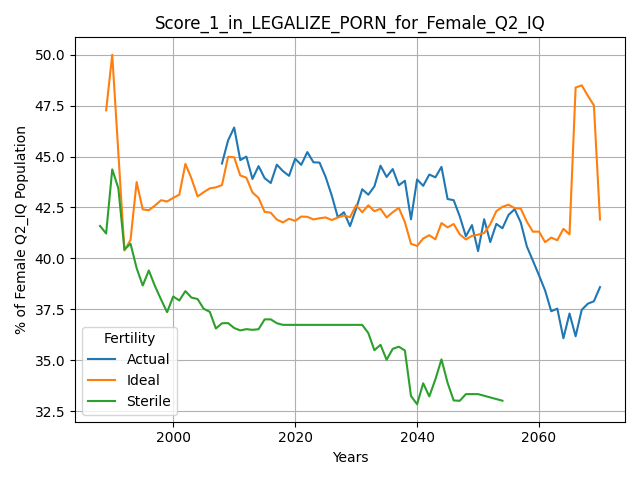 Score_1_in_LEGALIZE_PORN_for_Female_Q2_IQ
% of Female Q2_IQ Population
50.0
47.5
45.0
42.5
40.0
37.5
35.0
32.5
Fertility
Actual
Ideal
Sterile
2000 2020 2040 2060
Years